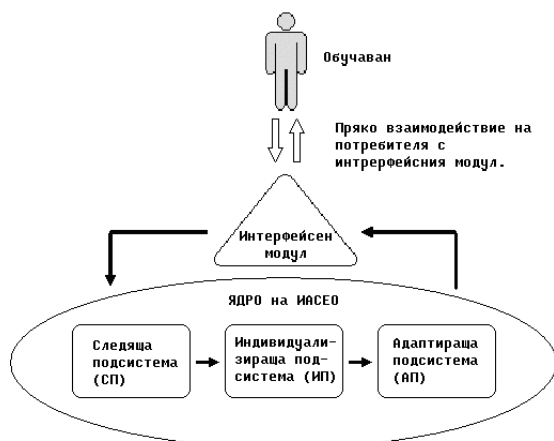 Обучаван
Пряко взаимодействие на
потребителя с
интрерфейсния модул.
Интерфейсен
модул
ЯДРО на ИАСЕО
Следяща
подсистема
(СП)
Индивидуали-
зираща под-
система (ИП)
Адаптираща
подсистема
(АП)